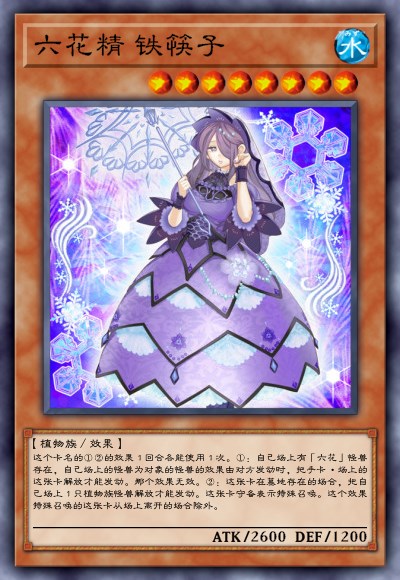 六花精 铁筷子
水
【植物族/效果】
这个卡名的①②的效果1回合各能使用1次。①：自己场上有「六花」怪兽
存在，自己场上的怪兽为对象的怪兽的效果由对方发动时，把手卡・场上的
这张卡解放才能发动。那个效果无效。②：这张卡在墓地存在的场合，把自
己场上1只植物族怪兽解放才能发动。这张卡守备表示特殊召唤。这个效果
特殊召唤的这张卡从场上离开的场合除外。
ATK/2600 DEF/1200